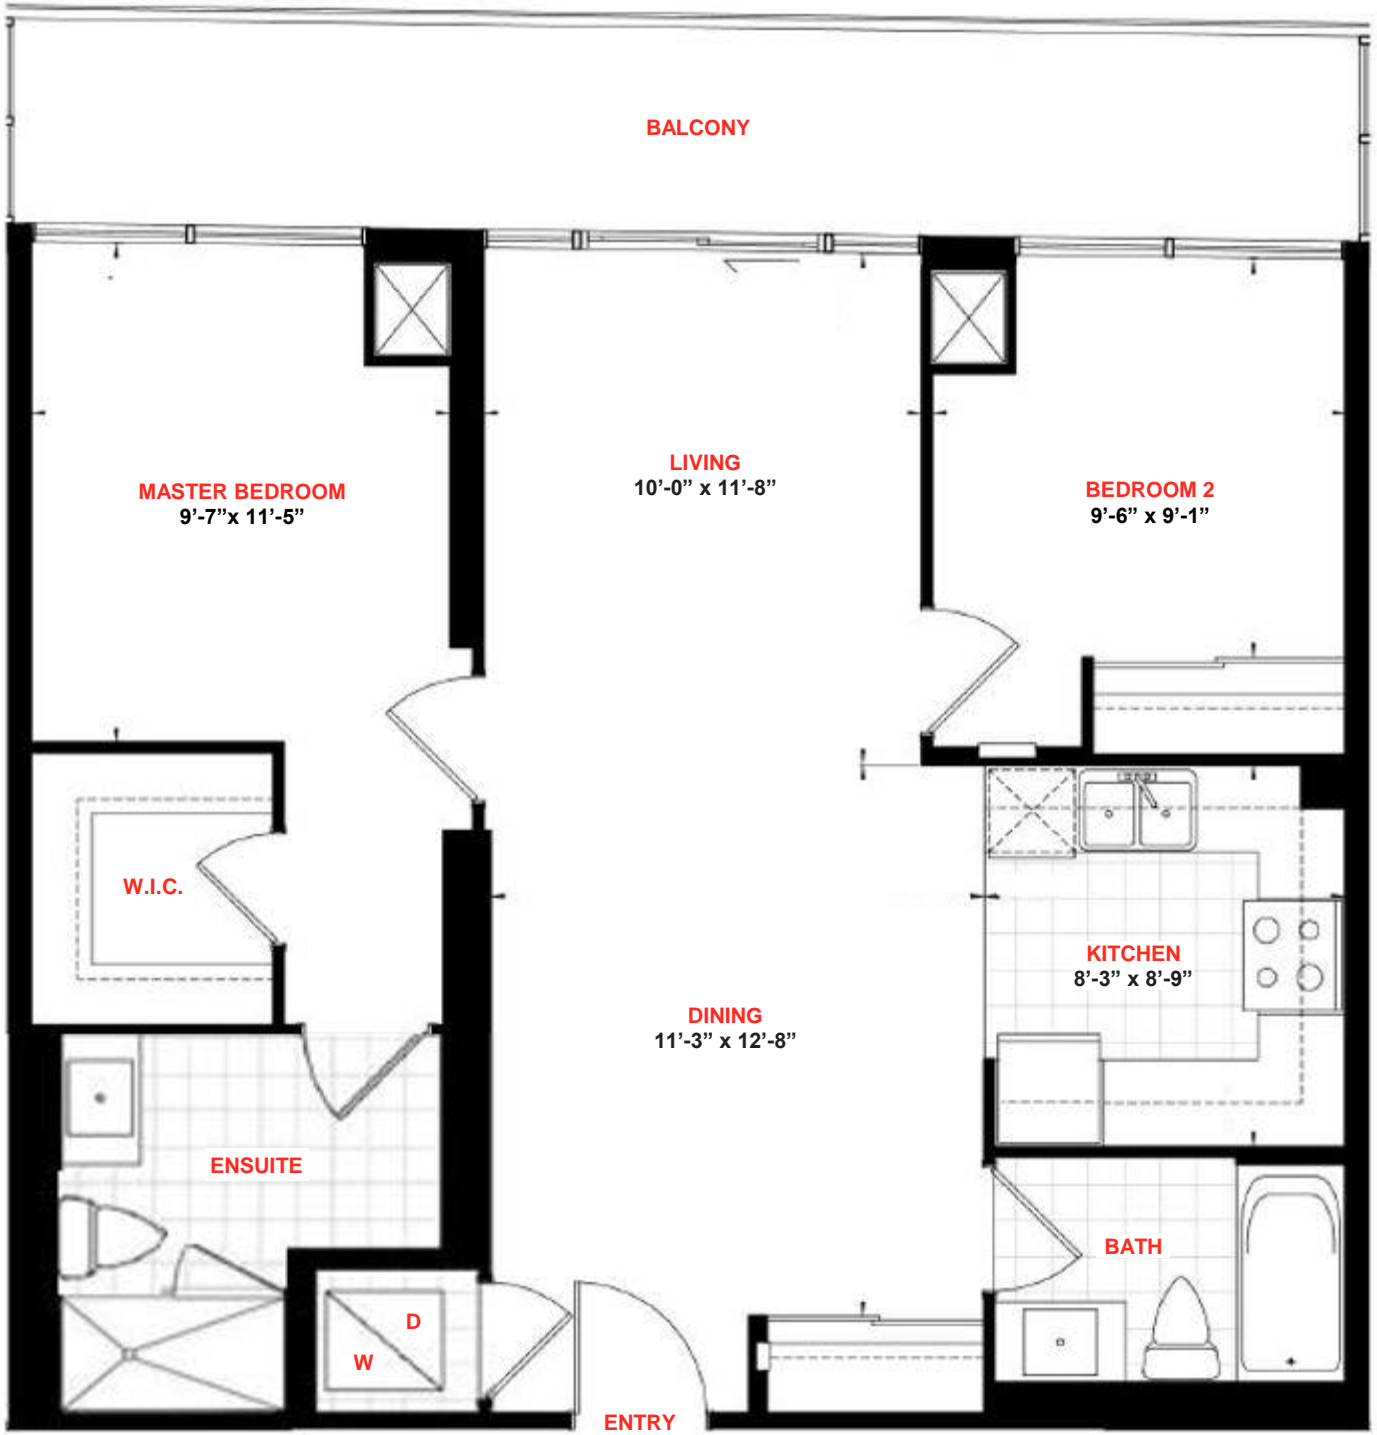 BALCONY
MASTER BEDROOM
9’-7”x 11’-5”
LIVING
10’-0” x 11’-8”
BEDROOM 2
9’-6” x 9’-1”
W.I.C.
KITCHEN
8’-3” x 8’-9”
DINING
11’-3” x 12’-8”
ENSUITE
BATH
D
W
ENTRY